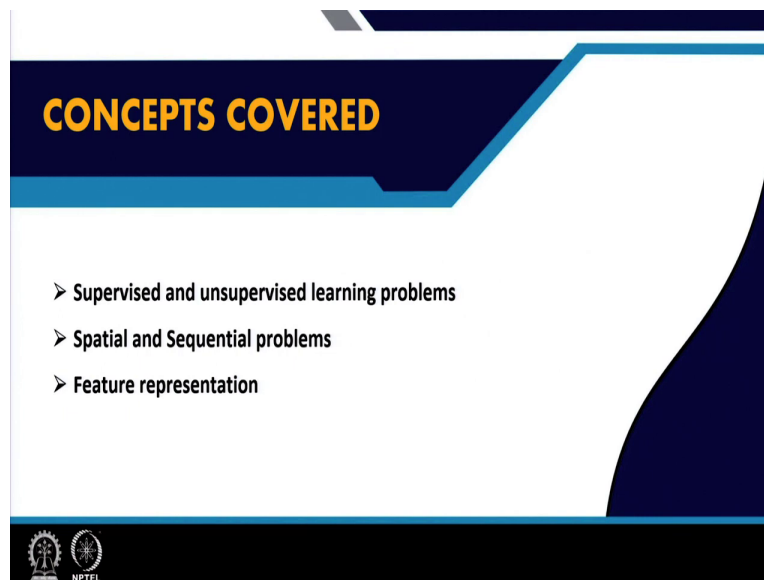 CONCEPTS COVERED
➢ Supervised and unsupervised learning problems
➢ Spatial and Sequential problems
➢ Feature representation
NPTEL